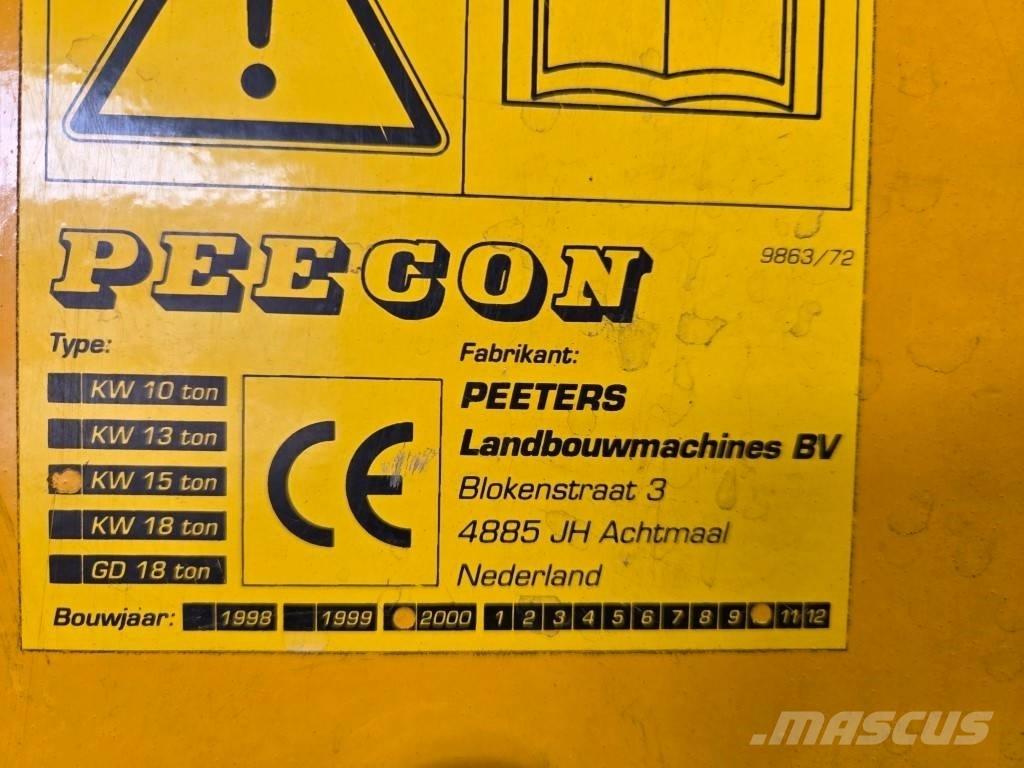 PEECON
9863/72
Type:
KW 10 ton
KW 13 ton
KW 15 ton
KW 18 ton
GD 18 ton
CE
Fabrikant:
PEETERS
Landbouwmachines BV
Blokenstraat 3
4885 JH Achtmaal
Nederland
Bouwjaar: 1998 1999 2000 1 2 3 4 5 6 7 8 9 11 12
MASCUS